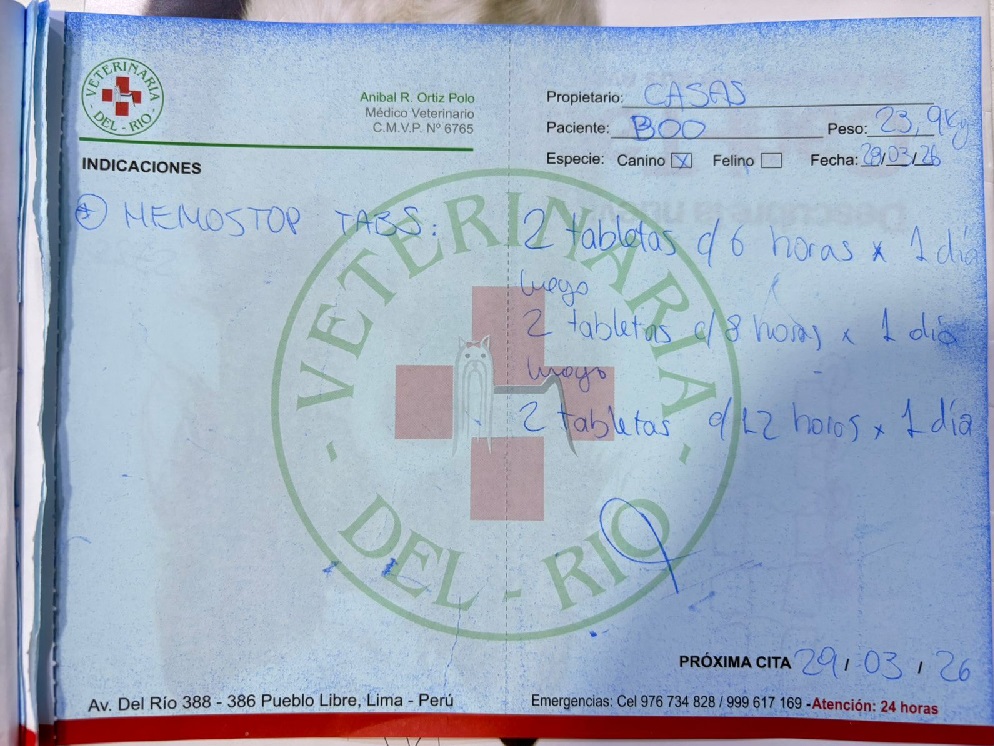 VETERINARIA
DEL - RIO
Anibal R. Ortiz Polo
Médico Veterinario
C.M.V.P. Nº 6765
Propietario: CASAS
Paciente: BOO Peso: 23,9Kg
Especie: Canino X Felino Fecha: 28/03/26
INDICACIONES
HEMOSTOP TABS: 2 tabletas c/6 horas x 1 día
luego
2 tabletas c/8 horas x 1 día
luego
2 tabletas c/12 horas x 1 día
- VETERINARIA -
DEL - RIO
PRÓXIMA CITA 29/03/26
Av. Del Río 388 - 386 Pueblo Libre, Lima - Perú
Emergencias: Cel 976 734 828 / 999 617 169 -Atención: 24 horas